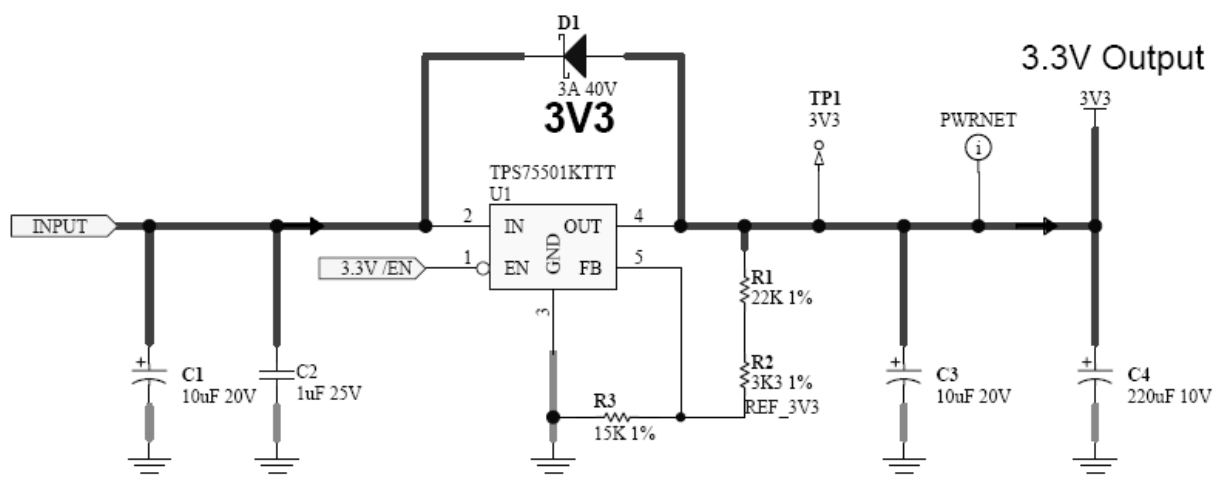 D1
3A 40V
3V3
3.3V Output
3V3
TP1
3V3
PWRNET
i
TPS75501KTTT
U1
INPUT
2
IN
OUT
4
3.3V /EN
1
EN
GND
FB
5
3
R1
22K 1%
R2
3K3 1%
REF_3V3
R3
15K 1%
+
C1
10uF 20V
C2
1uF 25V
+
C3
10uF 20V
+
C4
220uF 10V